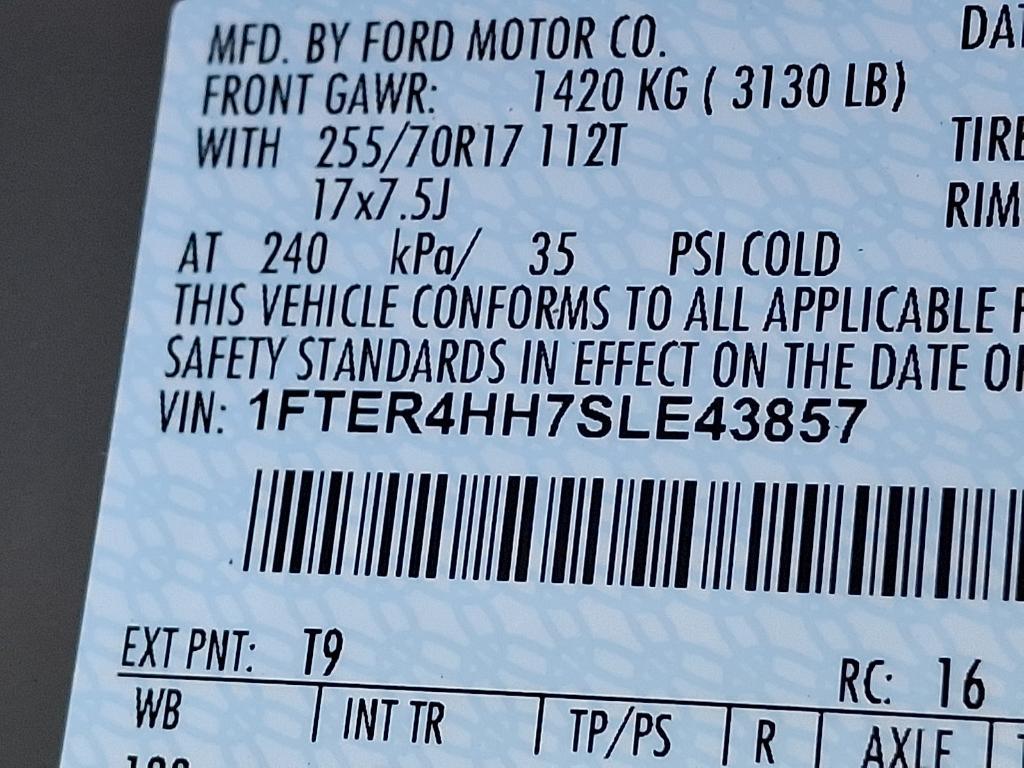 MFD. BY FORD MOTOR CO.
FRONT GAWR: 1420 KG ( 3130 LB)
WITH 255/70R17 112T TIRE
17x7.5J RIM
AT 240 kPa/ 35 PSI COLD
THIS VEHICLE CONFORMS TO ALL APPLICABLE
SAFETY STANDARDS IN EFFECT ON THE DATE
VIN: 1FTER4HH7SLE43857
EXT PNT: T9 RC: 16
WB INT TR TP/PS R AXLE